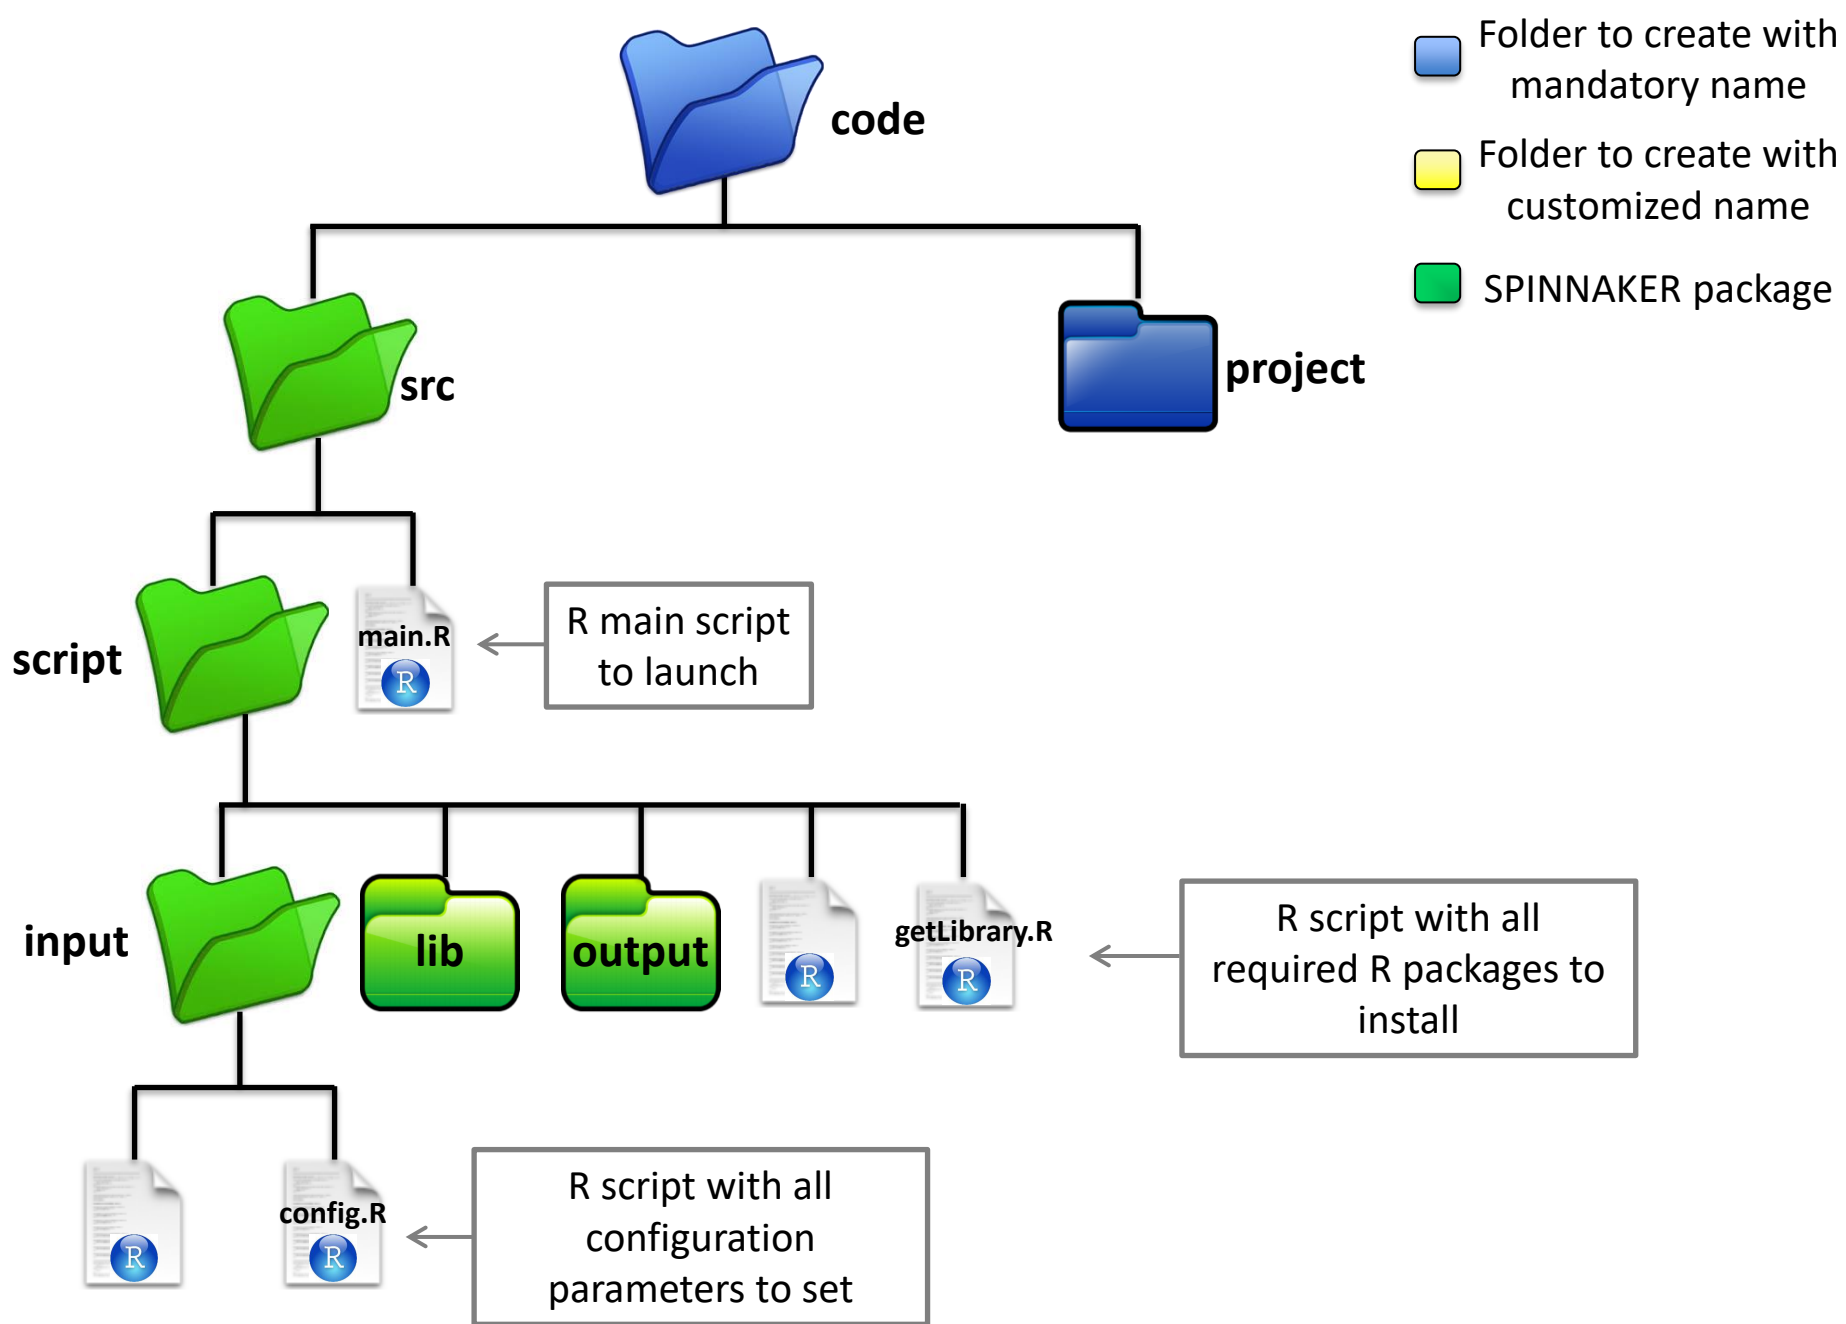 Folder to create with
mandatory name
code
Folder to create with
customized name
SPINNAKER package
src
project
script
main.R
R
R main script
to launch
input
lib
output
R
getLibrary.R
R
R script with all
required R packages to
install
R
config.R
R
R script with all
configuration
parameters to set